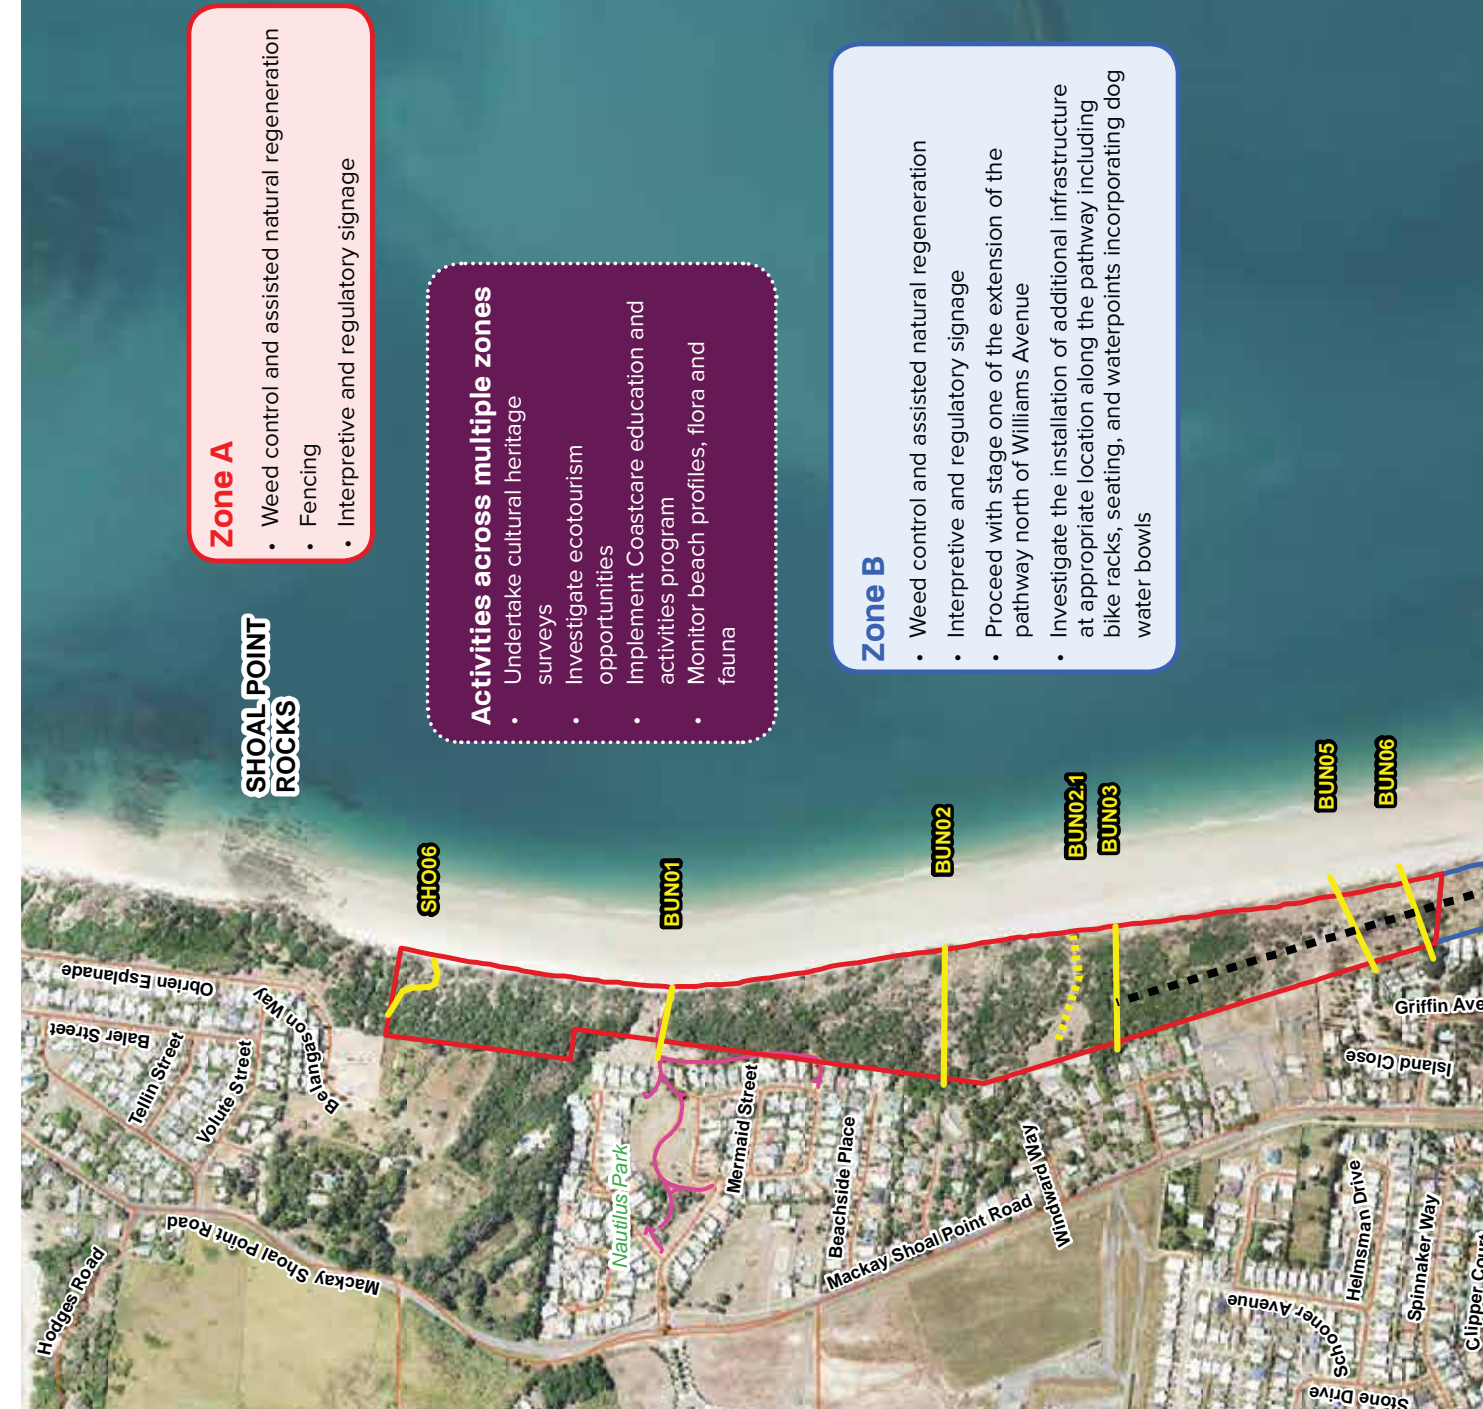 Zone A
• Weed control and assisted natural regeneration
• Fencing
• Interpretive and regulatory signage
SHOAL POINT
ROCKS
Activities across multiple zones
• Undertake cultural heritage
surveys
• Investigate ecotourism
opportunities
• Implement Coastcare education and
activities program
• Monitor beach profiles, flora and
fauna
Zone B
• Weed control and assisted natural regeneration
• Interpretive and regulatory signage
• Proceed with stage one of the extension of the
pathway north of Williams Avenue
• Investigate the installation of additional infrastructure
at appropriate location along the pathway including
bike racks, seating, and waterpoints incorporating dog
water bowls
SHO06
BUN01
BUN02
BUN02.1
BUN03
BUN05
BUN06
Obrien Esplanade
Baler Street
Tellin Street
Volute Street
Belangason Way
Hodges Road
Mackay Shoal Point Road
Nautilus Park
Mermaid Street
Beachside Place
Mackay Shoal Point Road
Windward Way
Griffin Ave
Island Close
Helmsman Drive
Spinnaker Way
Schooner Avenue
Stone Drive
Clipper Court